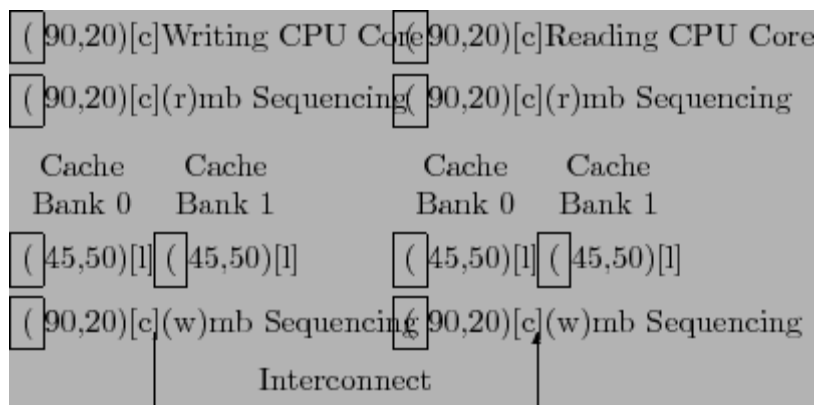 (90,20)[c]Writing CPU Core (90,20)[c]Reading CPU Core
(90,20)[c](r)mb Sequencing (90,20)[c](r)mb Sequencing
Cache Cache Cache Cache
Bank 0 Bank 1 Bank 0 Bank 1
(45,50)[l] (45,50)[l] (45,50)[l] (45,50)[l]
(90,20)[c](w)mb Sequencing (90,20)[c](w)mb Sequencing
Interconnect